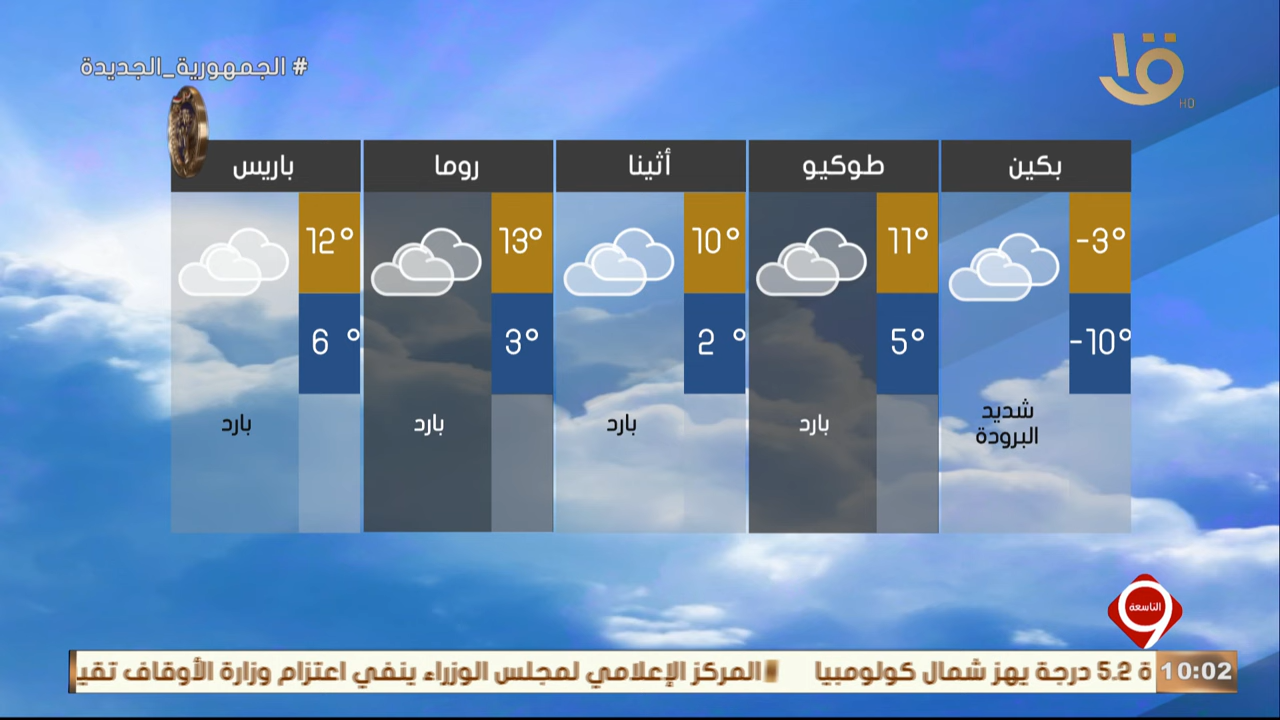 # الجمهورية_الجديدة
HD
بكين
-3°
-10°
شديد
البرودة
طوكيو
11°
5°
بارد
أثينا
10°
2 °
بارد
روما
13°
3°
بارد
باريس
12°
6 °
بارد
التاسعة
9
10:02
ة 5.2 درجة يهز شمال كولومبيا
المركز الإعلامي لمجلس الوزراء ينفي اعتزام وزارة الأوقاف